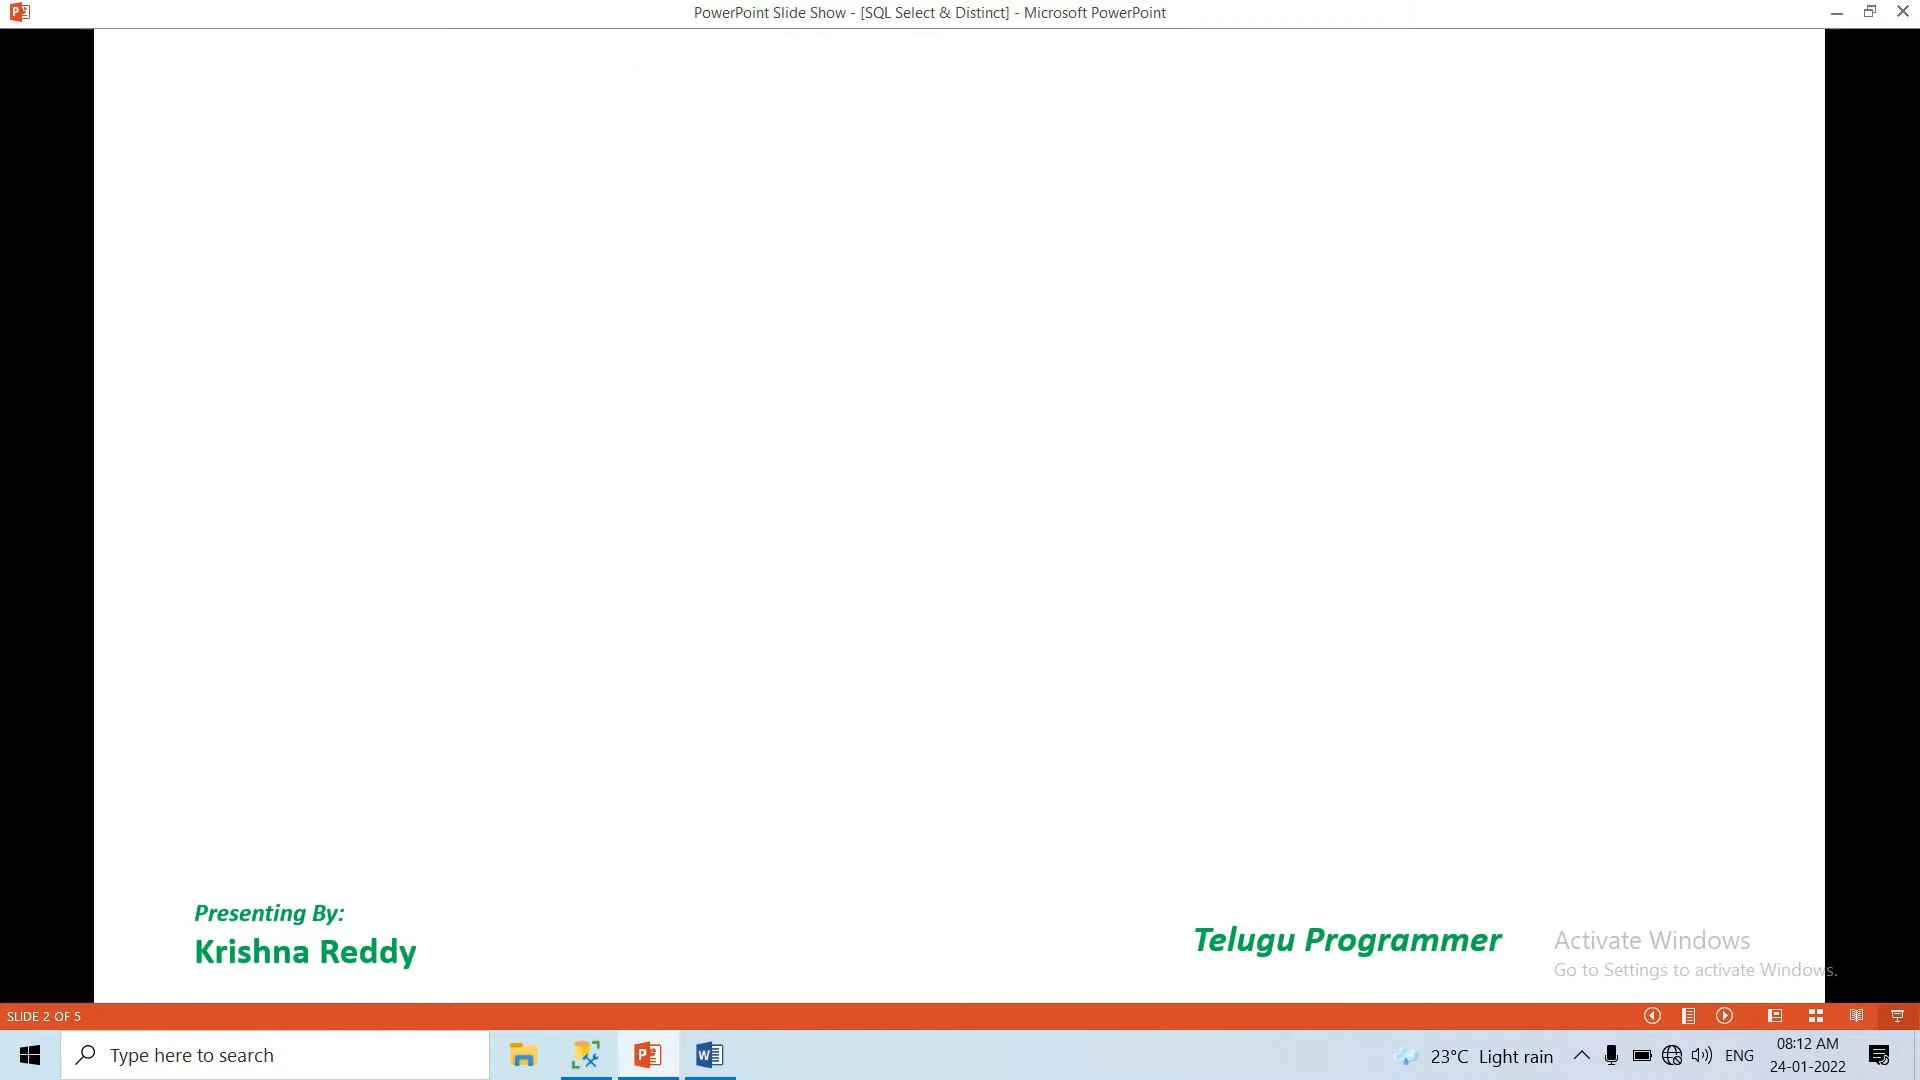 PowerPoint Slide Show - [SQL Select & Distinct] - Microsoft PowerPoint
Presenting By:
Krishna Reddy
Telugu Programmer
Activate Windows
Go to Settings to activate Windows.
SLIDE 2 OF 5
Type here to search
23°C Light rain
ENG
08:12 AM
24-01-2022